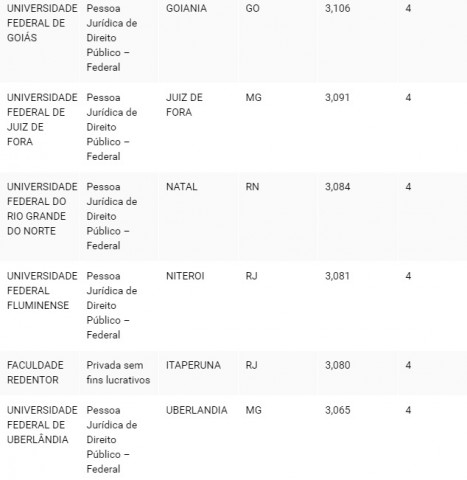 UNIVERSIDADE Pessoa GOIANIA GO 3,106 4
FEDERAL DE Jurídica de
GOIÁS Direito
Público –
Federal
UNIVERSIDADE Pessoa JUIZ DE MG 3,091 4
FEDERAL DE Jurídica de FORA
JUIZ DE Direito
FORA Público –
Federal
UNIVERSIDADE Pessoa NATAL RN 3,084 4
FEDERAL DO Jurídica de
RIO GRANDE Direito
DO NORTE Público –
Federal
UNIVERSIDADE Pessoa NITEROI RJ 3,081 4
FEDERAL Jurídica de
FLUMINENSE Direito
Público –
Federal
FACULDADE Privada sem ITAPERUNA RJ 3,080 4
REDENTOR fins lucrativos
UNIVERSIDADE Pessoa UBERLANDIA MG 3,065 4
FEDERAL DE Jurídica de
UBERLÂNDIA Direito
Público –
Federal